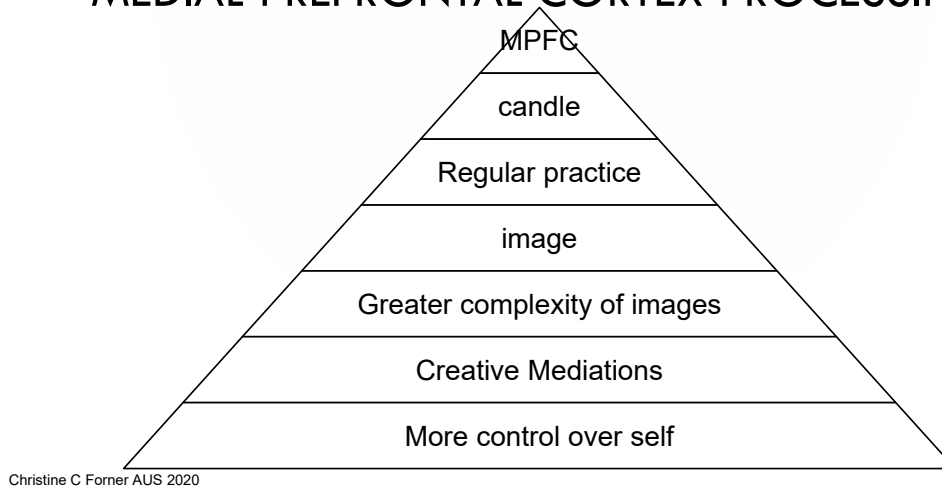 MEDIAL PREFRONTAL CORTEX
MPFC
candle
Regular practice
image
Greater complexity of images
Creative Mediations
More control over self
Christine C Forner AUS 2020